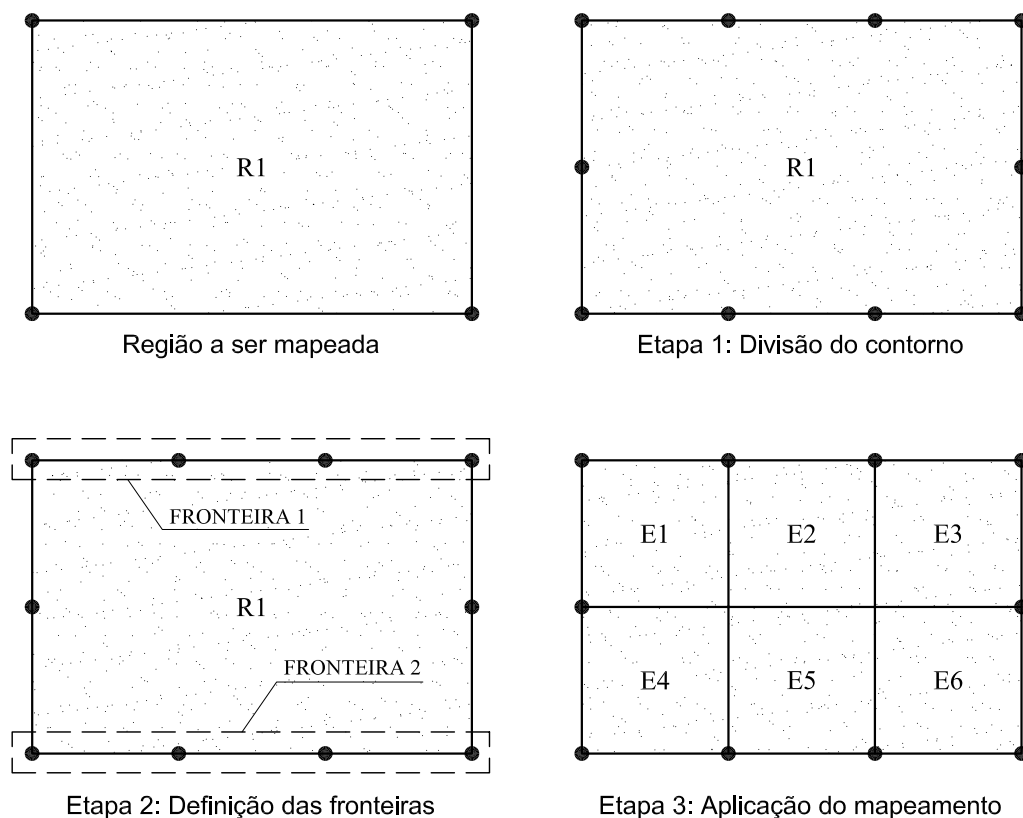 R1
Região a ser mapeada
R1
Etapa 1: Divisão do contorno
FRONTEIRA 1
R1
FRONTEIRA 2
Etapa 2: Definição das fronteiras
E1 E2 E3
E4 E5 E6
Etapa 3: Aplicação do mapeamento